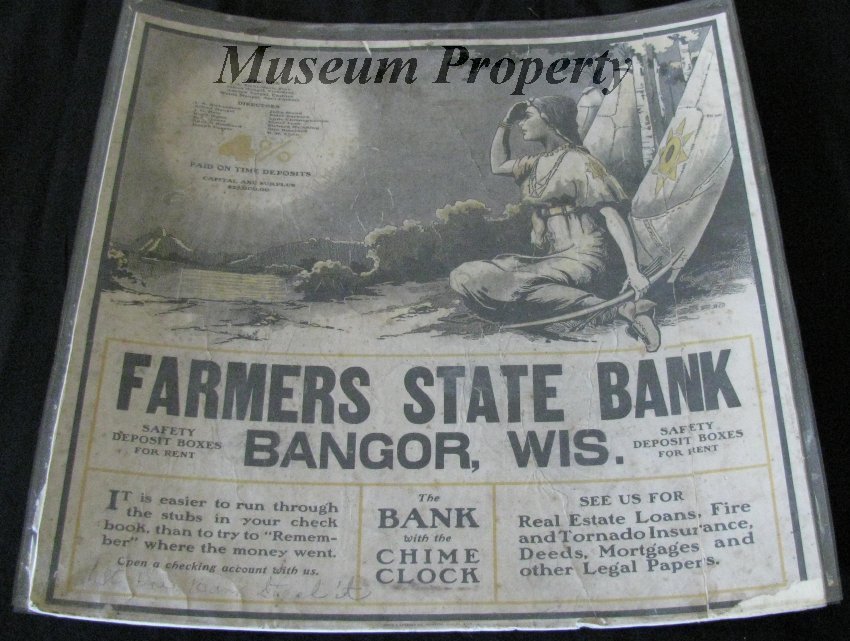 Museum Property
DIRECTORS
4%
PAID ON TIME DEPOSITS
CAPITAL AND SURPLUS
FARMERS STATE BANK
SAFETY
DEPOSIT BOXES
FOR RENT
BANGOR, WIS.
SAFETY
DEPOSIT BOXES
FOR RENT
IT is easier to run through
the stubs in your check
book, than to try to "Remem-
ber" where the money went.
Open a checking account with us.
The
BANK
with the
CHIME
CLOCK
SEE US FOR
Real Estate Loans, Fire
and Tornado Insurance,
Deeds, Mortgages and
other Legal Papers.